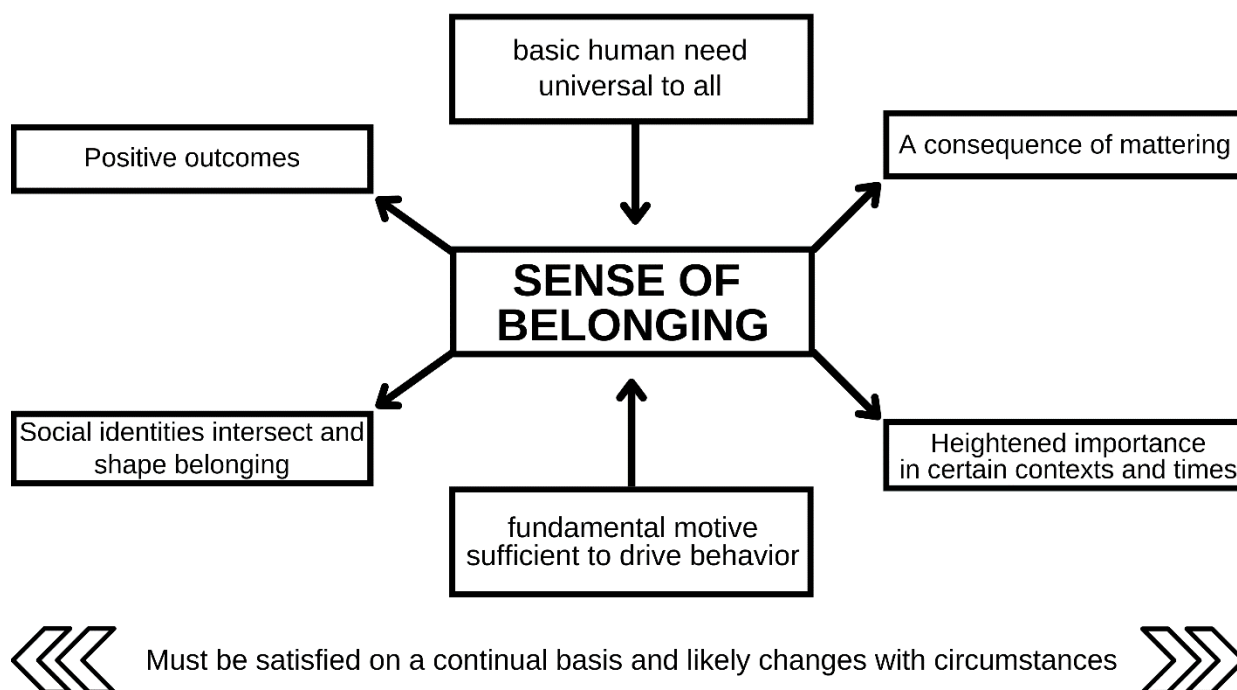 basic human need
universal to all
Positive outcomes
A consequence of mattering
SENSE OF
BELONGING
Social identities intersect and
shape belonging
Heightened importance
in certain contexts and times
fundamental motive
sufficient to drive behavior
Must be satisfied on a continual basis and likely changes with circumstances